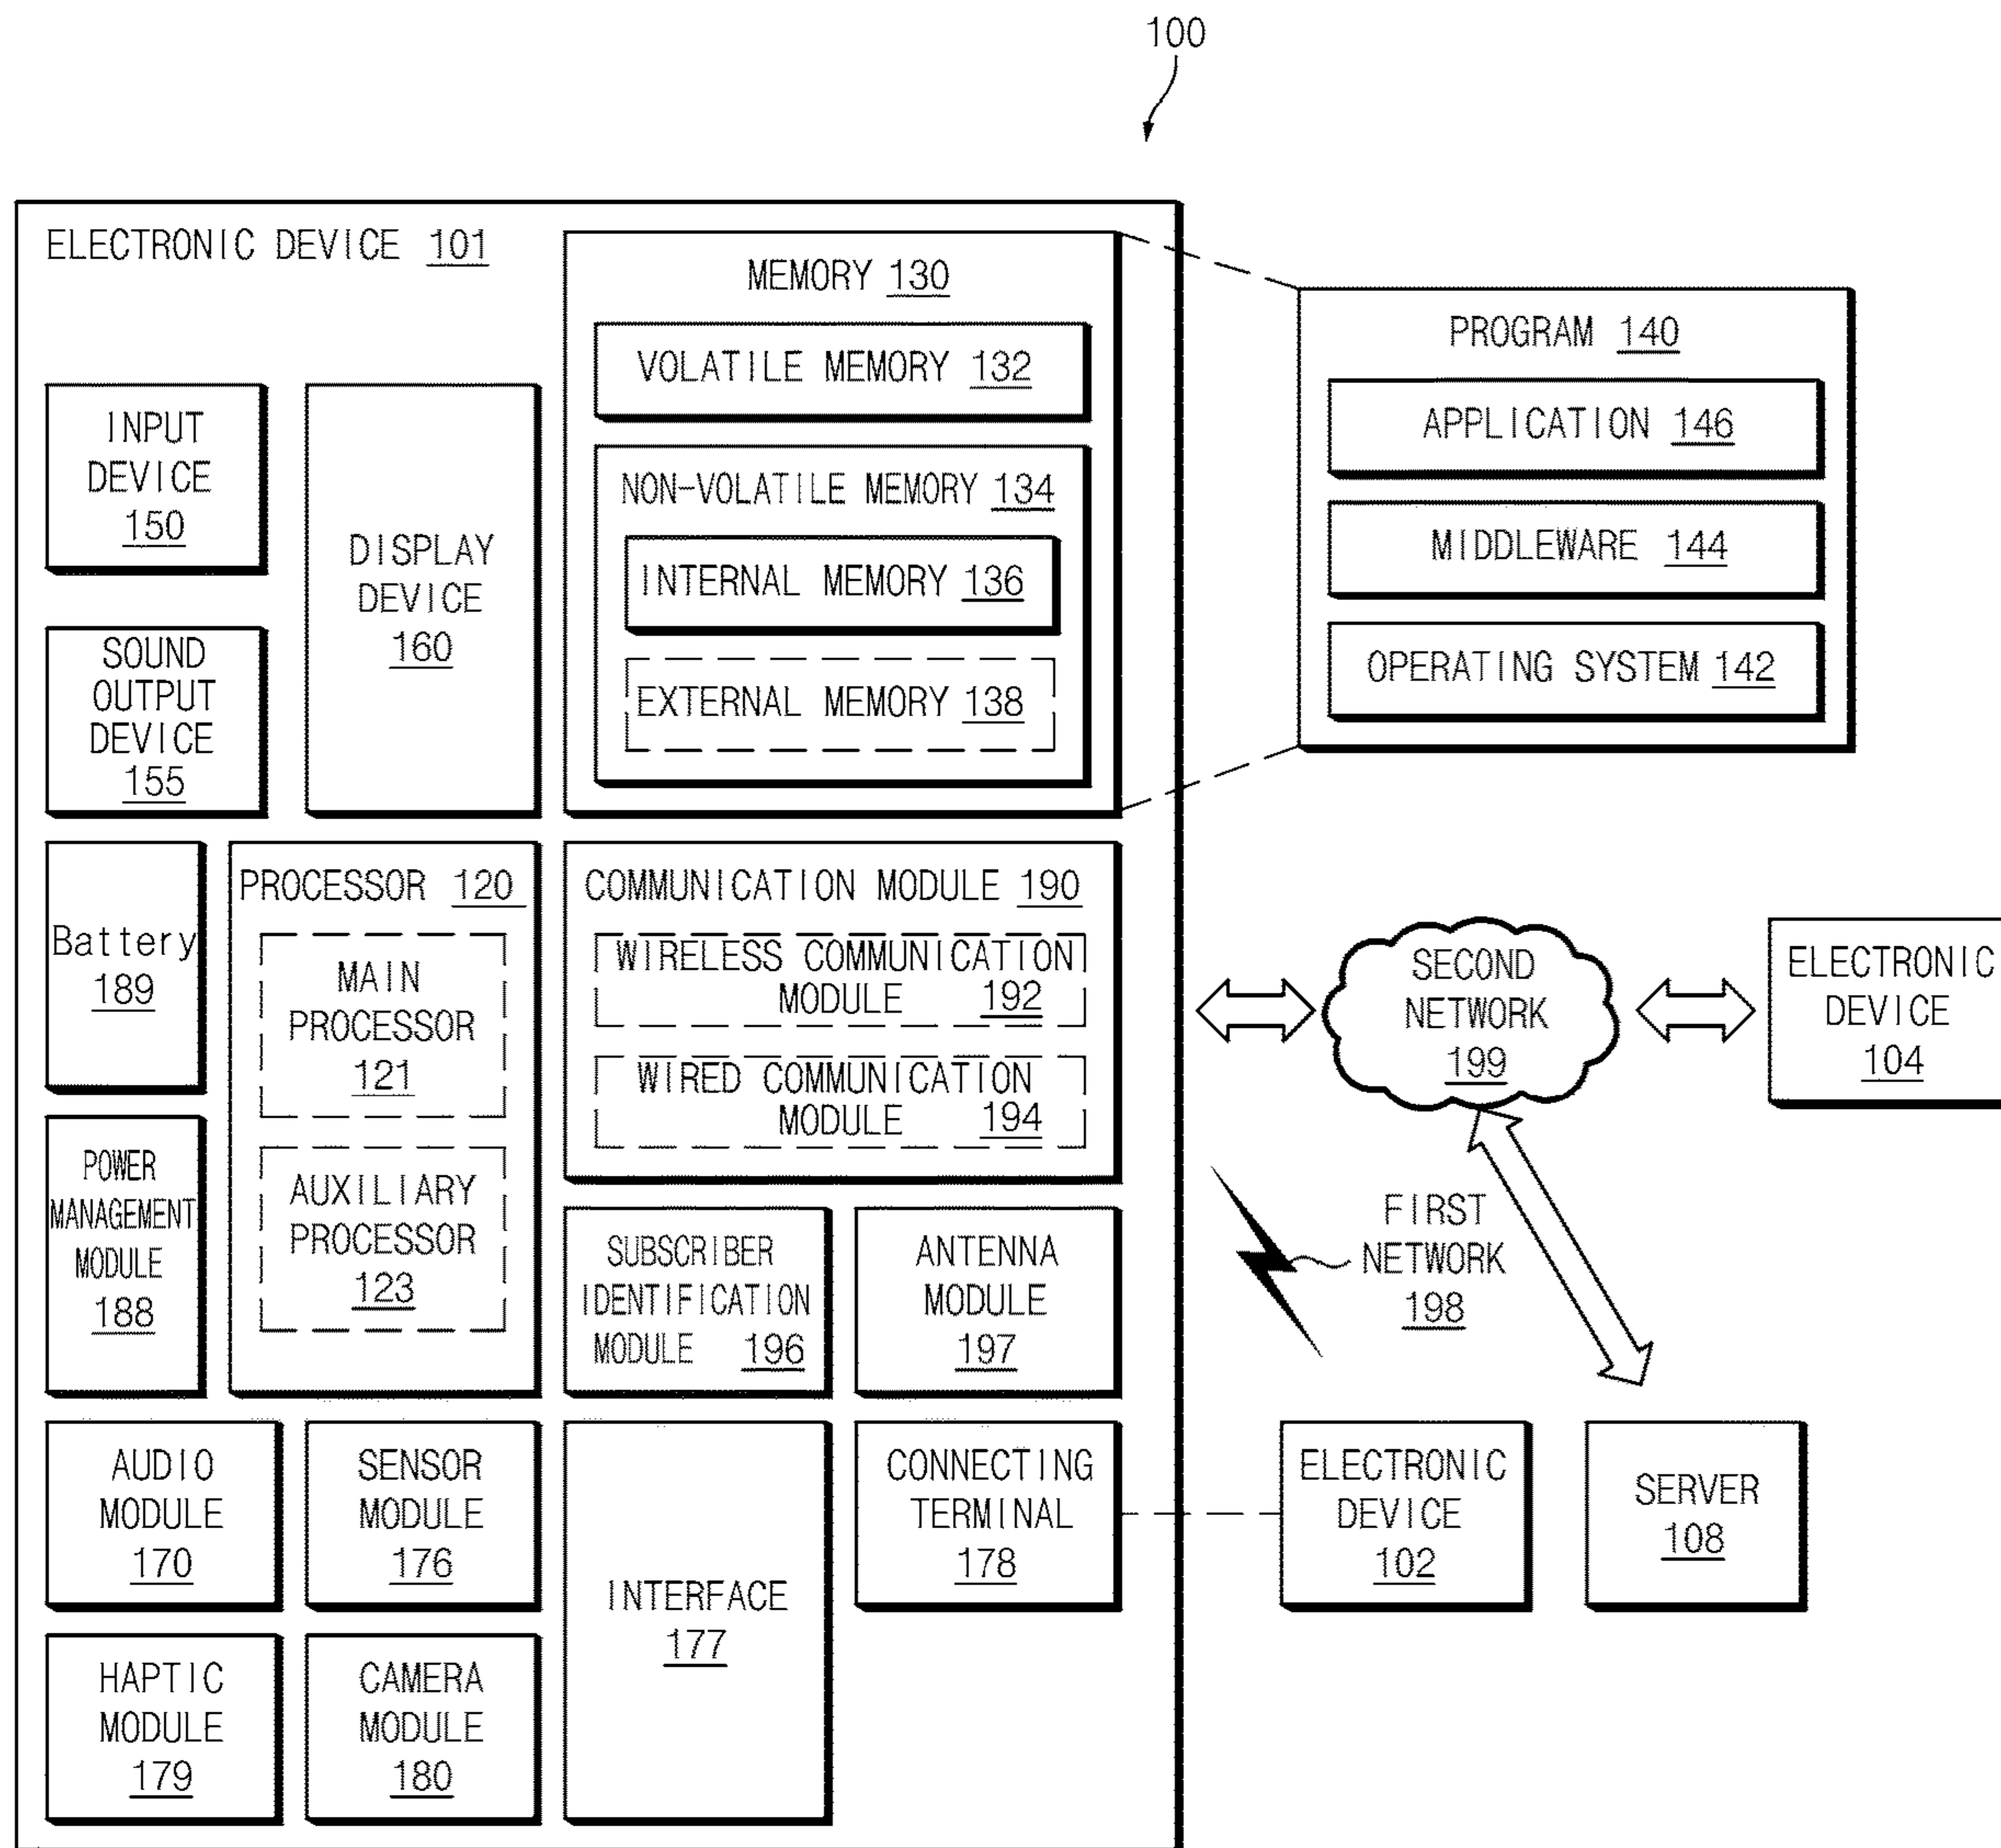 100
ELECTRONIC DEVICE 101
MEMORY 130
VOLATILE MEMORY 132
NON-VOLATILE MEMORY 134
INTERNAL MEMORY 136
EXTERNAL MEMORY 138
PROGRAM 140
APPLICATION 146
MIDDLEWARE 144
OPERATING SYSTEM 142
INPUT
DEVICE
150
DISPLAY
DEVICE
160
SOUND
OUTPUT
DEVICE
155
Battery
189
PROCESSOR 120
MAIN
PROCESSOR
121
AUXILIARY
PROCESSOR
123
COMMUNICATION MODULE 190
WIRELESS COMMUNICATION
MODULE 192
WIRED COMMUNICATION
MODULE 194
SECOND
NETWORK
199
ELECTRONIC
DEVICE
104
POWER
MANAGEMENT
MODULE
188
SUBSCRIBER
IDENTIFICATION
MODULE 196
ANTENNA
MODULE
197
FIRST
NETWORK
198
AUDIO
MODULE
170
SENSOR
MODULE
176
INTERFACE
177
CONNECTING
TERMINAL
178
ELECTRONIC
DEVICE
102
SERVER
108
HAPTIC
MODULE
179
CAMERA
MODULE
180